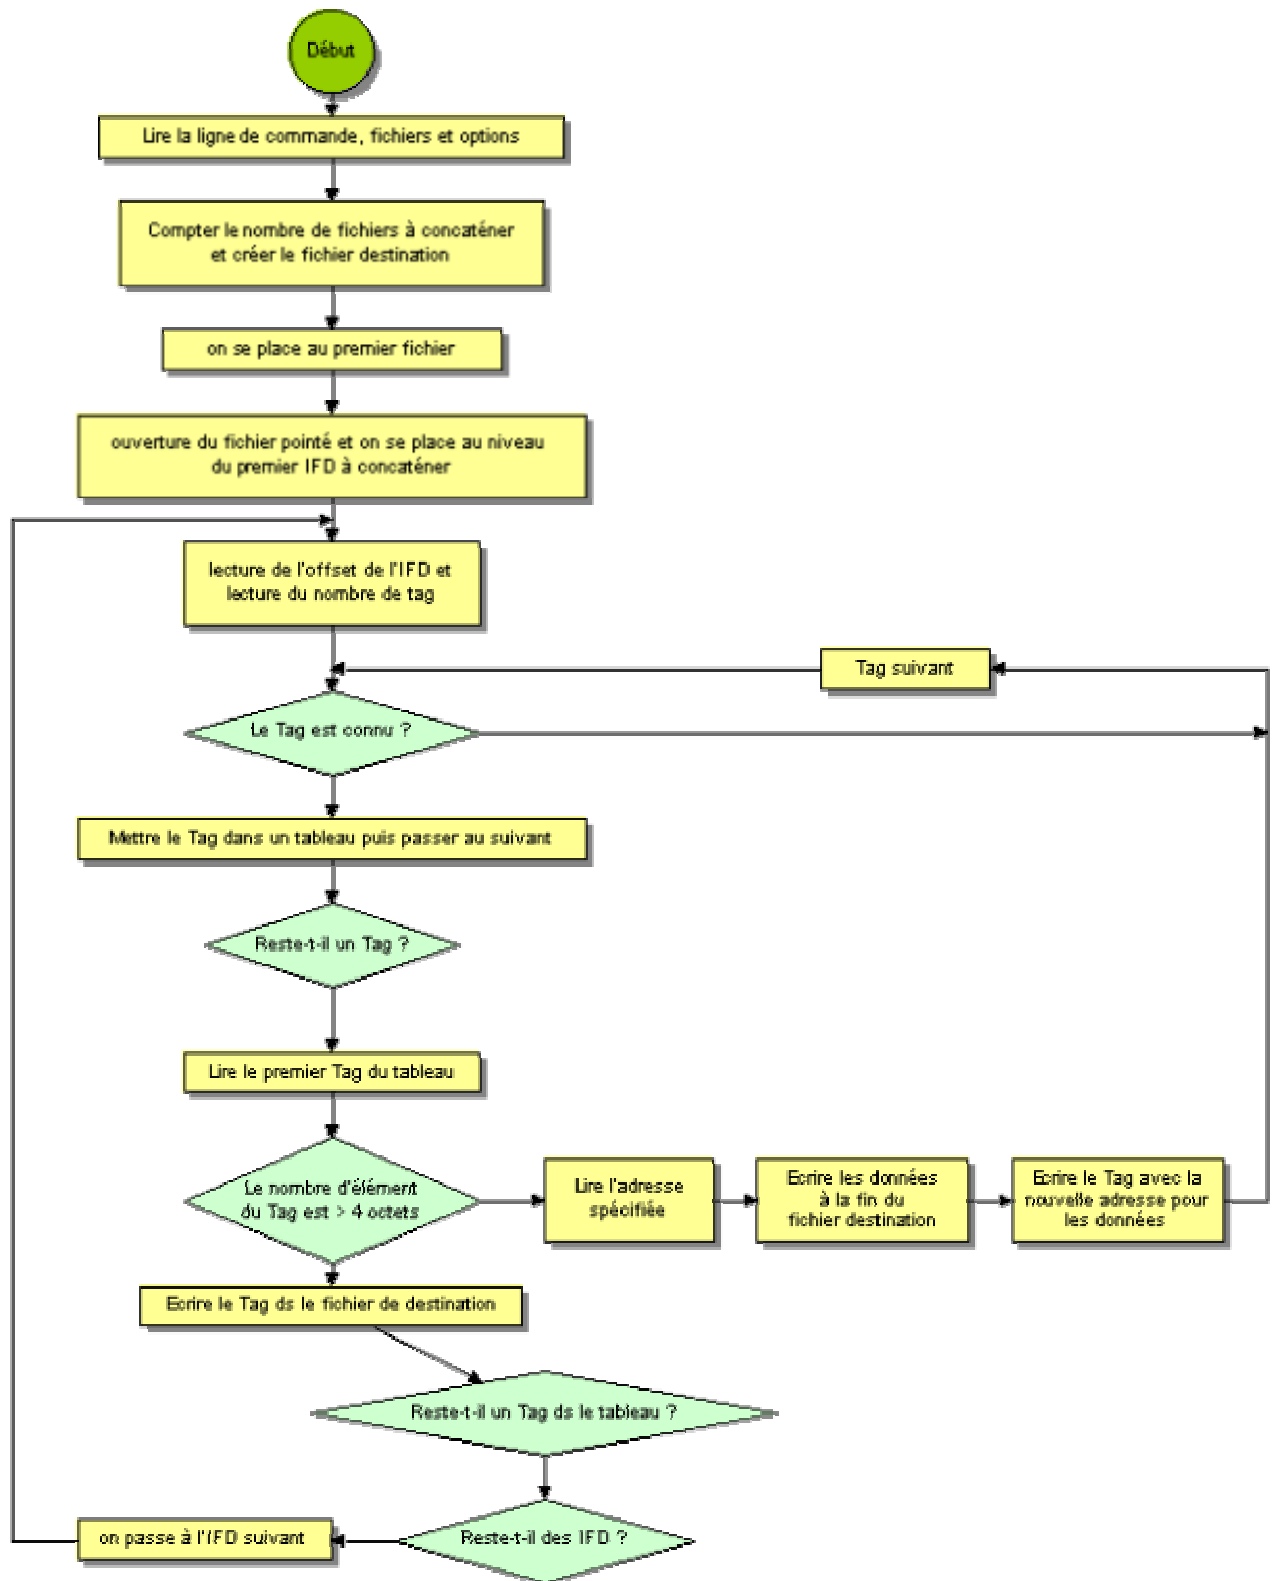 Début
Lire la ligne de commande, fichiers et options
Compter le nombre de fichiers à concaténer
et créer le fichier destination
on se place au premier fichier
ouverture du fichier pointé et on se place au niveau
du premier IFD à concaténer
lecture de l'offset de l'IFD et
lecture du nombre de tag
Tag suivant
Le Tag est connu ?
Mettre le Tag dans un tableau puis passer au suivant
Reste-t-il un Tag ?
Lire le premier Tag du tableau
Le nombre d'élément
du Tag est > 4 octets
Lire l'adresse
spécifiée
Ecrire les données
à la fin du
fichier destination
Ecrire le Tag avec la
nouvelle adresse pour
les données
Ecrire le Tag ds le fichier de destination
Reste-t-il un Tag ds le tableau ?
Reste-t-il des IFD ?
on passe à l'IFD suivant